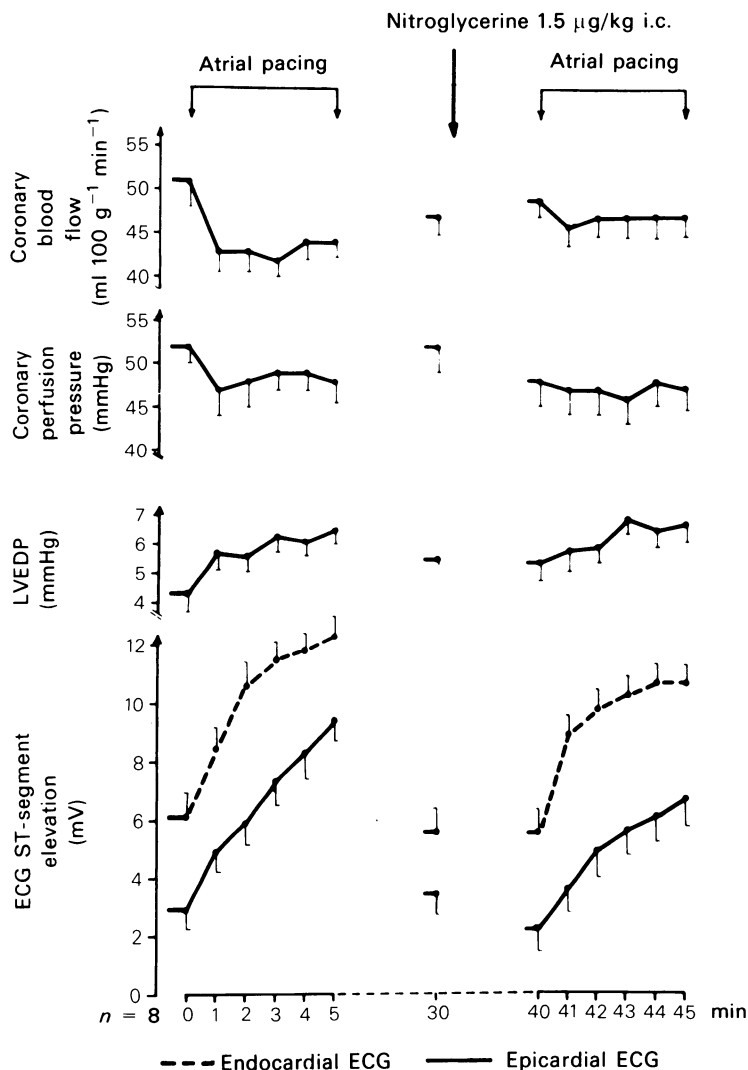 Nitroglycerine 1.5 µg/kg i.c.
Atrial pacing
Atrial pacing
Coronary
blood
flow
(ml 100 g⁻¹ min⁻¹)
55
50
45
40
Coronary
perfusion
pressure
(mmHg)
55
50
45
40
LVEDP
(mmHg)
7
6
5
4
ECG ST-segment
elevation
(mV)
12
10
8
6
4
2
0
n = 8 0 1 2 3 4 5 30 40 41 42 43 44 45 min
Endocardial ECG Epicardial ECG